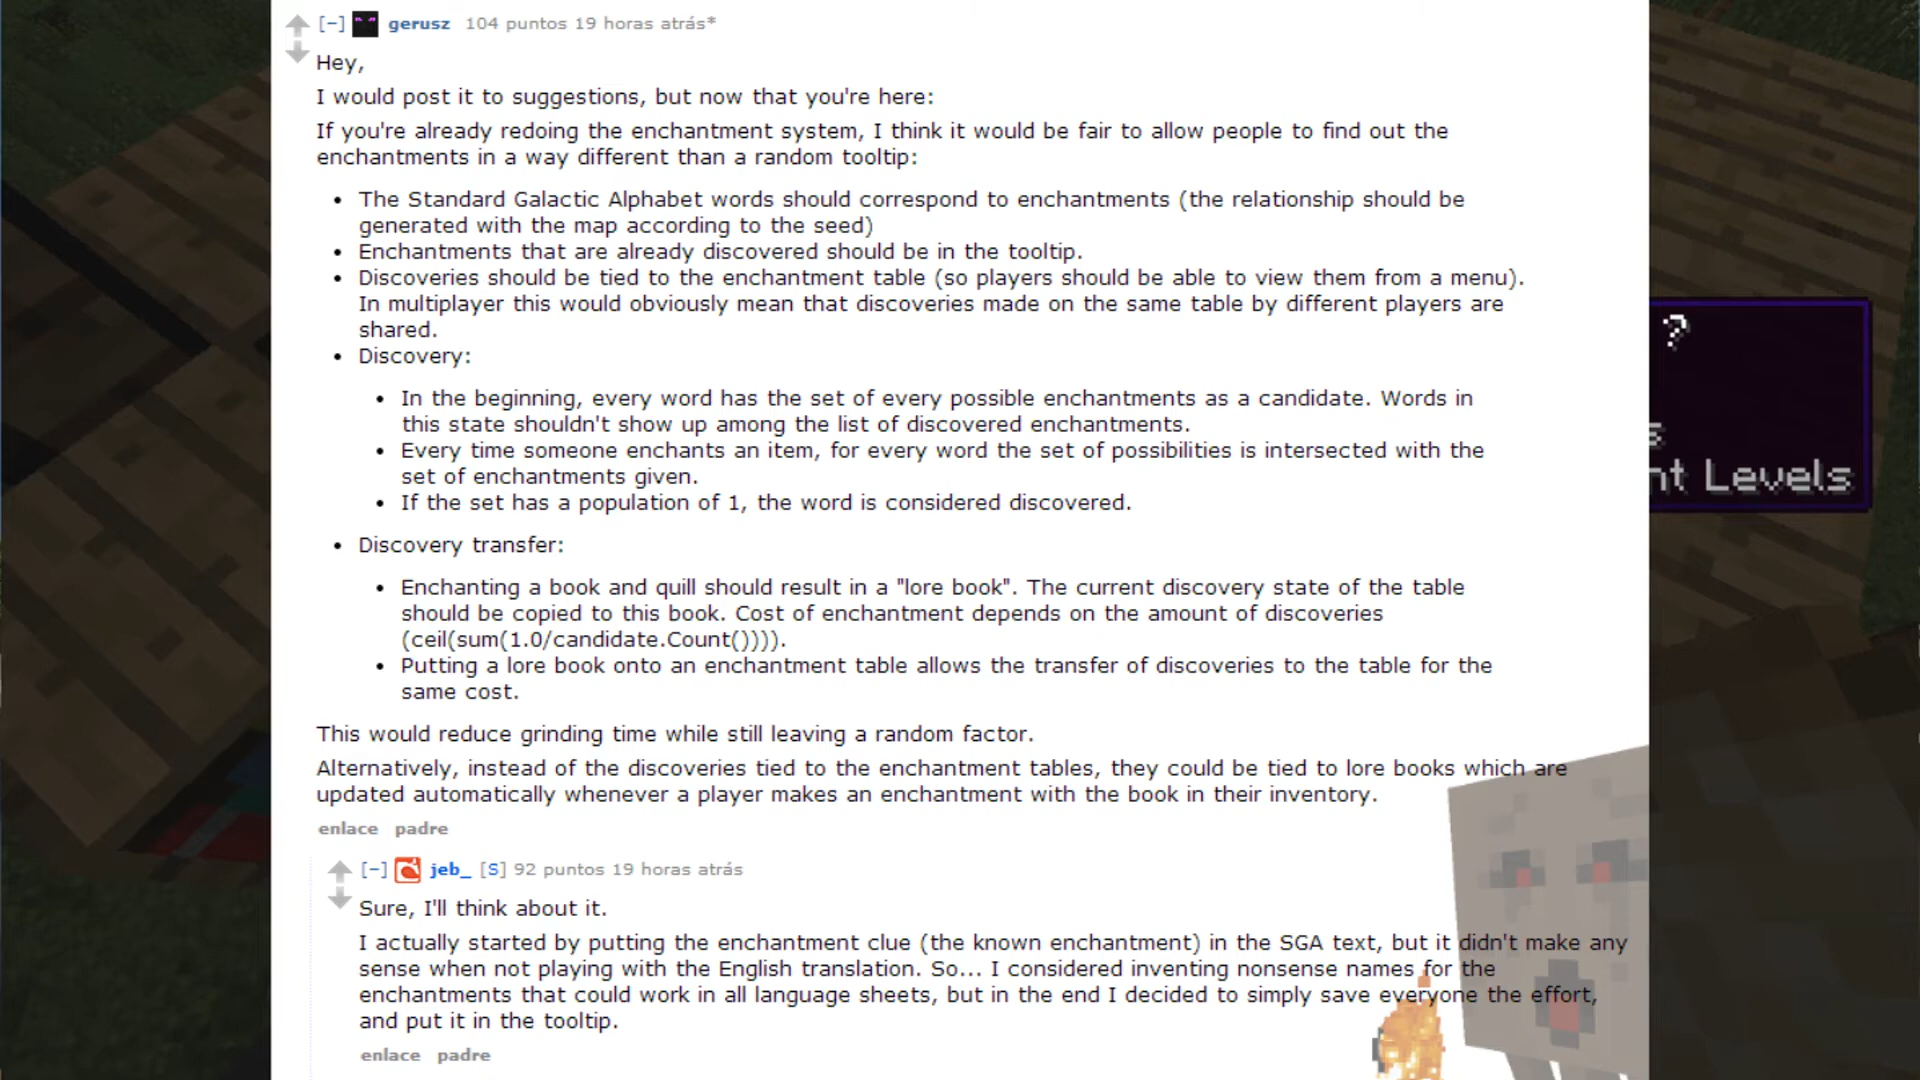 [−] gerusz 104 puntos 19 horas atrás*
Hey,
I would post it to suggestions, but now that you're here:
If you're already redoing the enchantment system, I think it would be fair to allow people to find out the
enchantments in a way different than a random tooltip:
• The Standard Galactic Alphabet words should correspond to enchantments (the relationship should be
generated with the map according to the seed)
• Enchantments that are already discovered should be in the tooltip.
• Discoveries should be tied to the enchantment table (so players should be able to view them from a menu).
In multiplayer this would obviously mean that discoveries made on the same table by different players are
shared.
• Discovery:
• In the beginning, every word has the set of every possible enchantments as a candidate. Words in
this state shouldn't show up among the list of discovered enchantments.
• Every time someone enchants an item, for every word the set of possibilities is intersected with the
set of enchantments given.
• If the set has a population of 1, the word is considered discovered.
• Discovery transfer:
• Enchanting a book and quill should result in a "lore book". The current discovery state of the table
should be copied to this book. Cost of enchantment depends on the amount of discoveries
(ceil(sum(1.0/candidate.Count()))).
• Putting a lore book onto an enchantment table allows the transfer of discoveries to the table for the
same cost.
This would reduce grinding time while still leaving a random factor.
Alternatively, instead of the discoveries tied to the enchantment tables, they could be tied to lore books which are
updated automatically whenever a player makes an enchantment with the book in their inventory.
enlace padre
[−] jeb_ [S] 92 puntos 19 horas atrás
Sure, I'll think about it.
I actually started by putting the enchantment clue (the known enchantment) in the SGA text, but it didn't make any
sense when not playing with the English translation. So... I considered inventing nonsense names for the
enchantments that could work in all language sheets, but in the end I decided to simply save everyone the effort,
and put it in the tooltip.
enlace padre
?
s
nt Levels